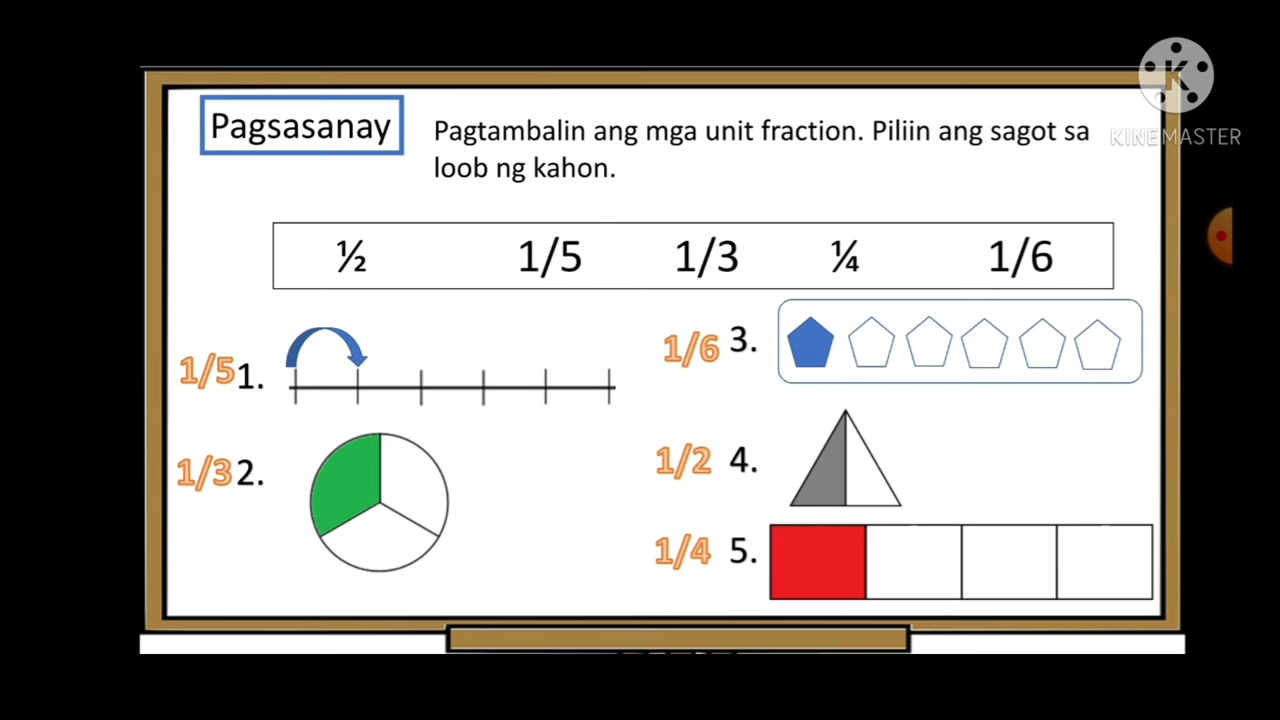 Pagsasanay
Pagtambalin ang mga unit fraction. Piliin ang sagot sa
loob ng kahon.
½ 1/5 1/3 ¼ 1/6
1/5 1.
1/3 2.
1/6 3.
1/2 4.
1/4 5.
K
KINEMASTER